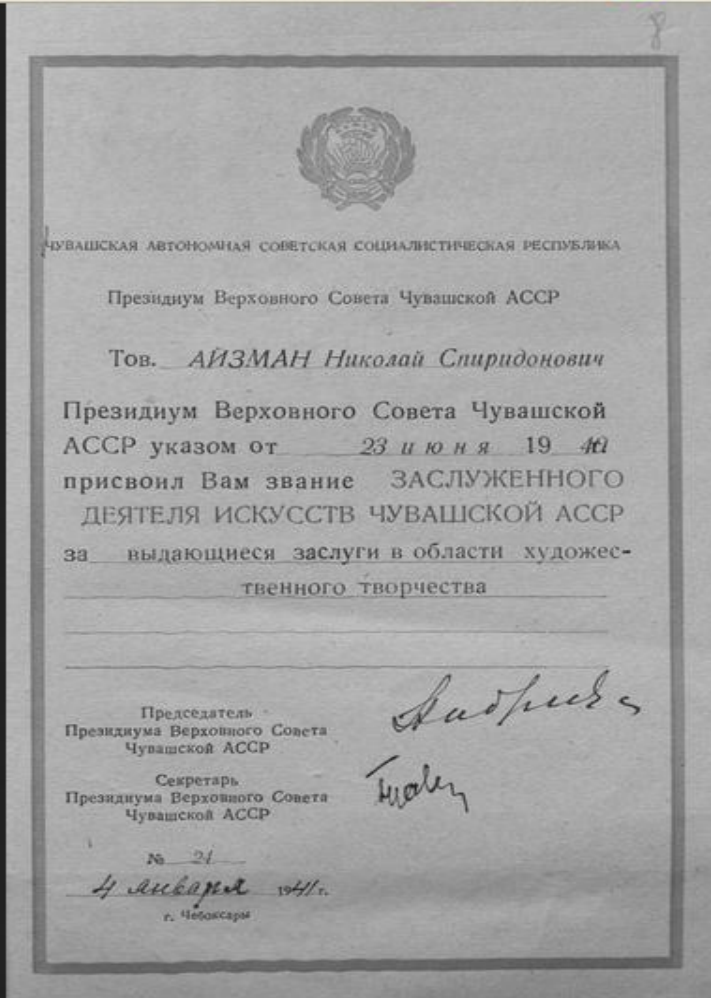 8
ЧУВАШСКАЯ АВТОНОМНАЯ СОВЕТСКАЯ СОЦИАЛИСТИЧЕСКАЯ РЕСПУБЛИКА
Президиум Верховного Совета Чувашской АССР
Тов. АЙЗМАН Николай Спиридонович
Президиум Верховного Совета Чувашской
АССР указом от 23 июня 19 40
присвоил Вам звание ЗАСЛУЖЕННОГО
ДЕЯТЕЛЯ ИСКУССТВ ЧУВАШСКОЙ АССР
за выдающиеся заслуги в области художес-
твенного творчества
Председатель
Президиума Верховного Совета
Чувашской АССР
Секретарь
Президиума Верховного Совета
Чувашской АССР
№ 21
4 января 1941 г.
г. Чебоксары